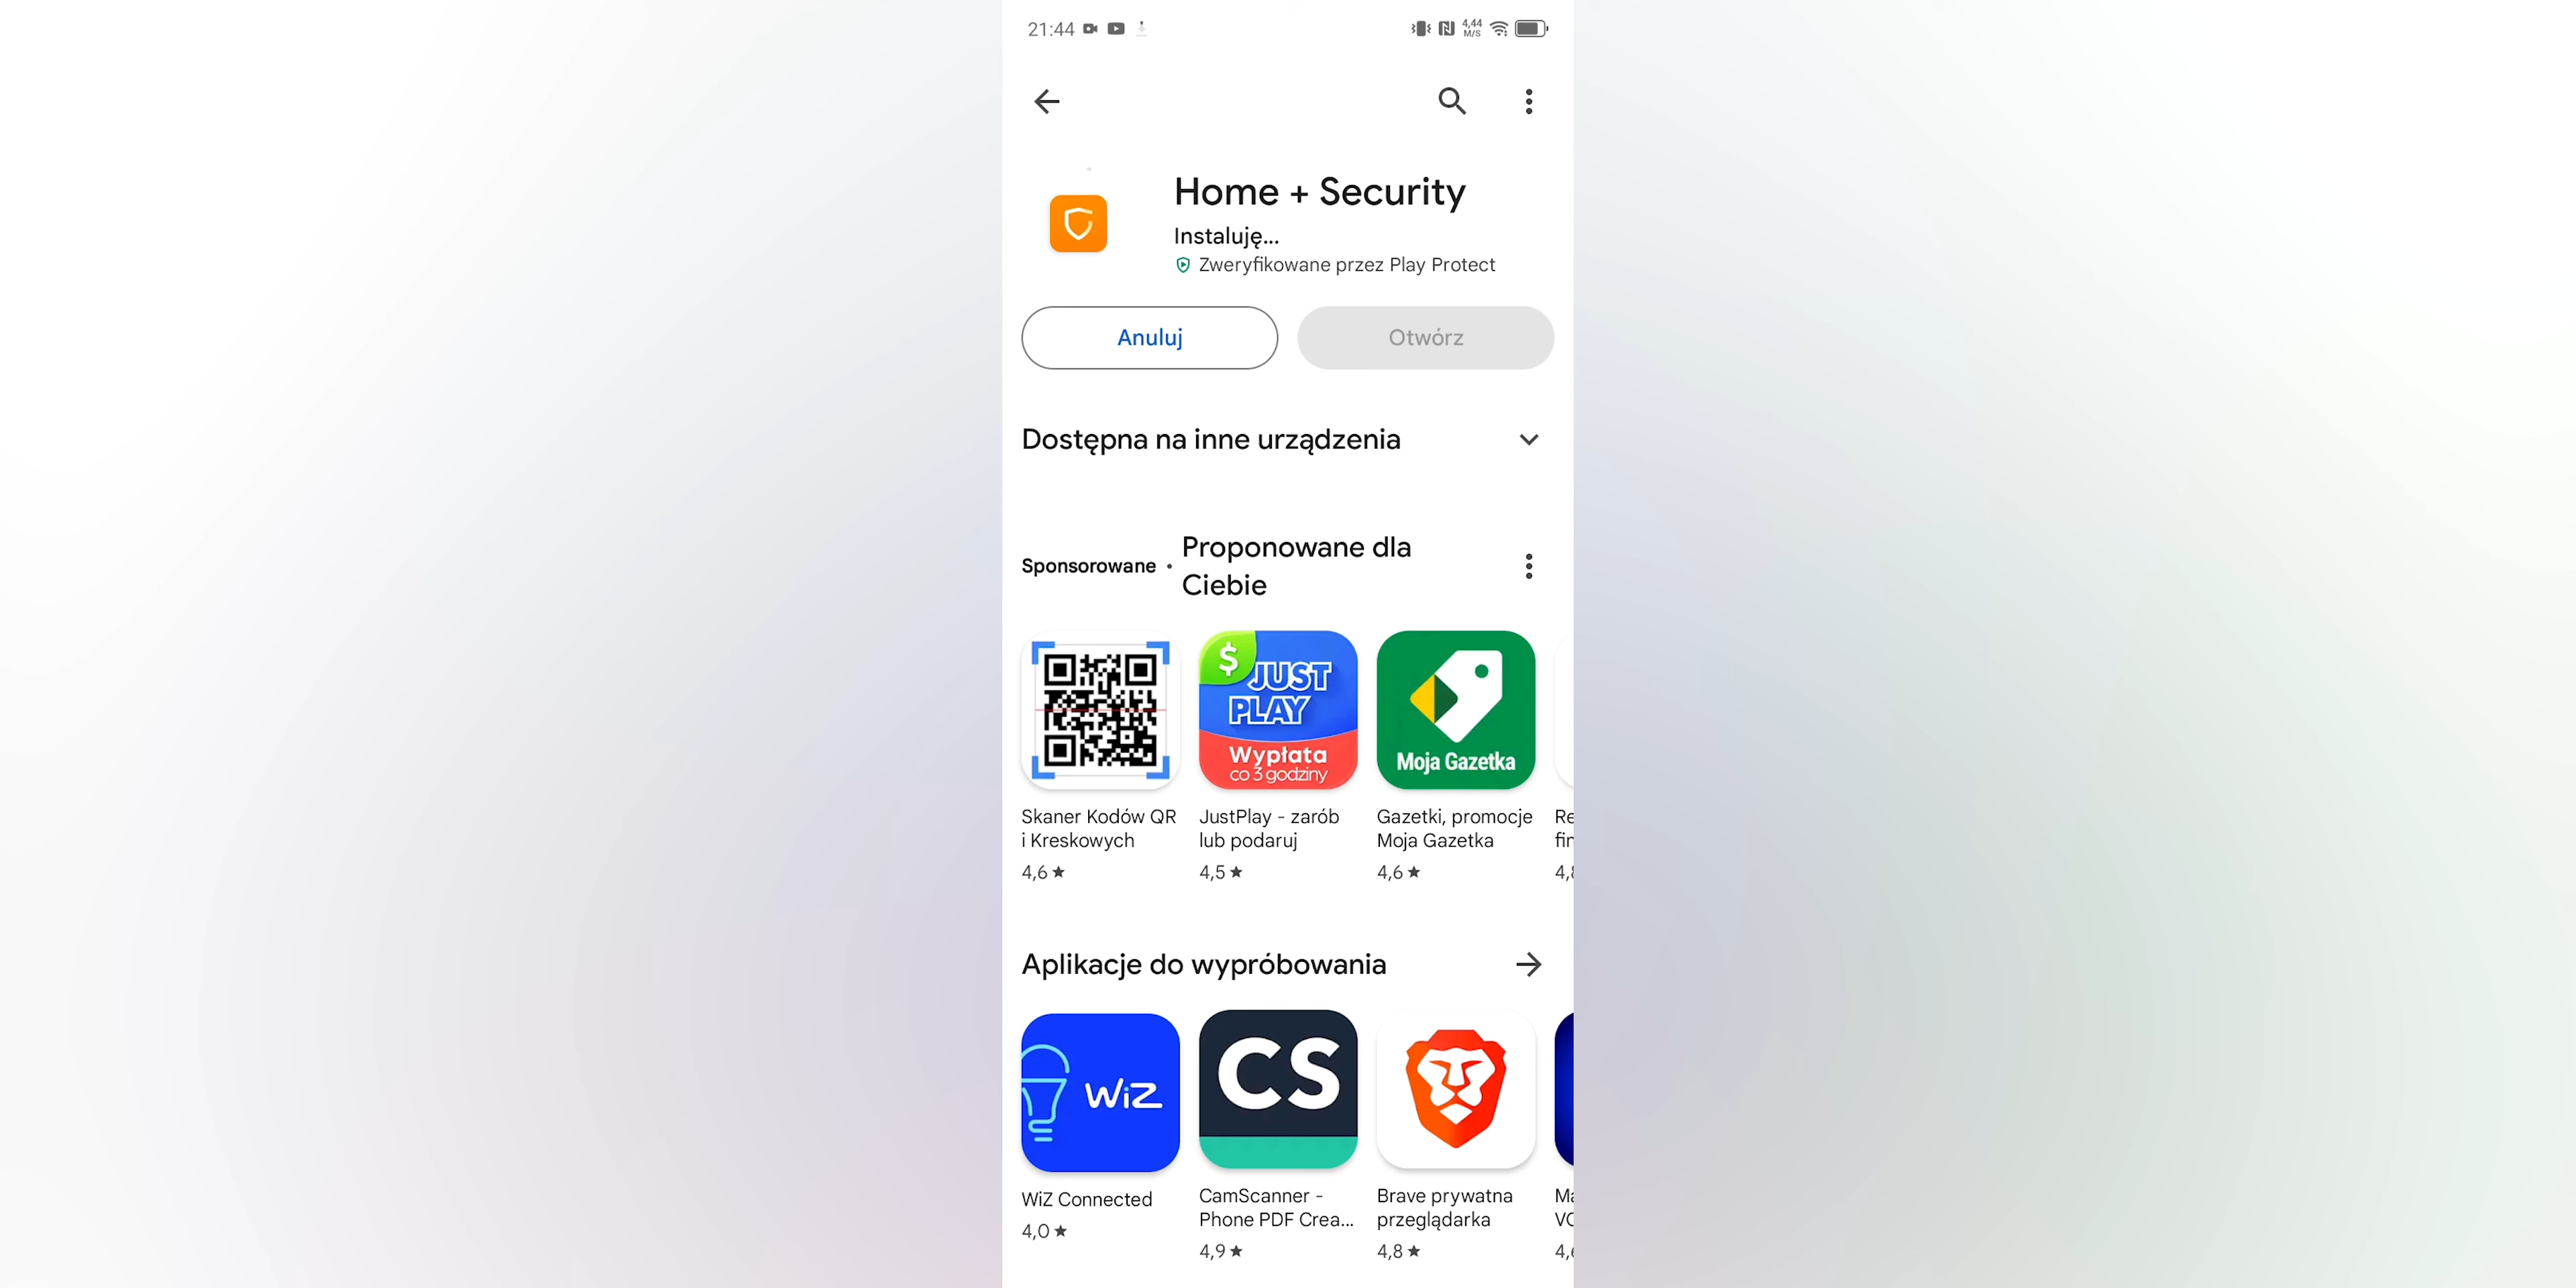 21:44
4,44
M/S
Home + Security
Instaluję...
Zweryfikowane przez Play Protect
Anuluj
Otwórz
Dostępna na inne urządzenia
Sponsorowane •
Proponowane dla
Ciebie
$
JUST
PLAY
Wypłata
co 3 godziny
Moja Gazetka
Skaner Kodów QR
i Kreskowych
4,6 ★
JustPlay - zarób
lub podaruj
4,5 ★
Gazetki, promocje
Moja Gazetka
4,6 ★
Aplikacje do wypróbowania
WiZ
CS
WiZ Connected
4,0 ★
CamScanner -
Phone PDF Crea...
4,9 ★
Brave prywatna
przeglądarka
4,8 ★